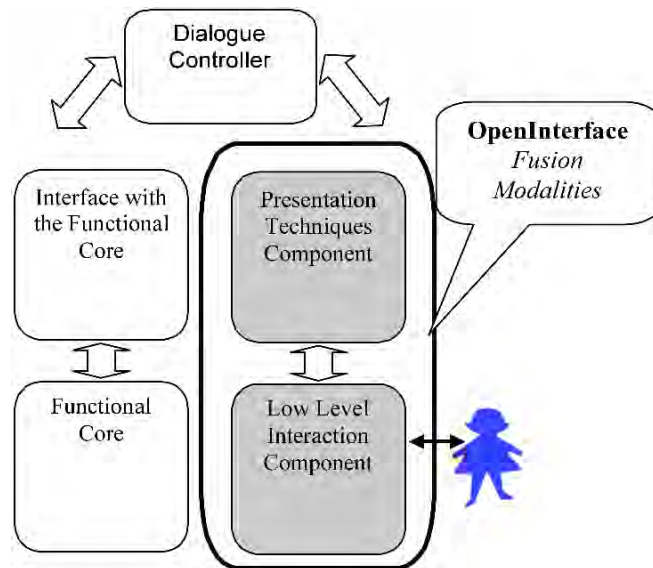 Dialogue
Controller
OpenInterface
Fusion
Modalities
Interface with
the Functional
Core
Presentation
Techniques
Component
Functional
Core
Low Level
Interaction
Component